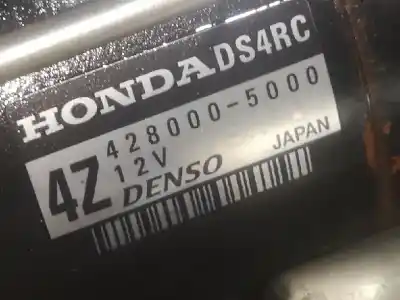 HONDA DS4RC
4Z 428000-5000
12V
DENSO JAPAN